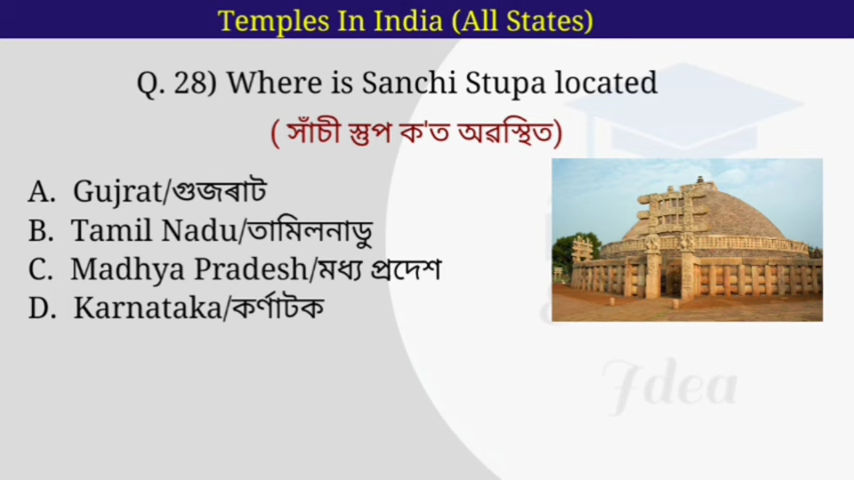 Temples In India (All States)
Q. 28) Where is Sanchi Stupa located
( সাঁচী স্তুপ ক'ত অৱস্থিত)
A. Gujrat/গুজৰাট
B. Tamil Nadu/তামিলনাডু
C. Madhya Pradesh/মধ্য প্ৰদেশ
D. Karnataka/কৰ্ণাটক
Idea